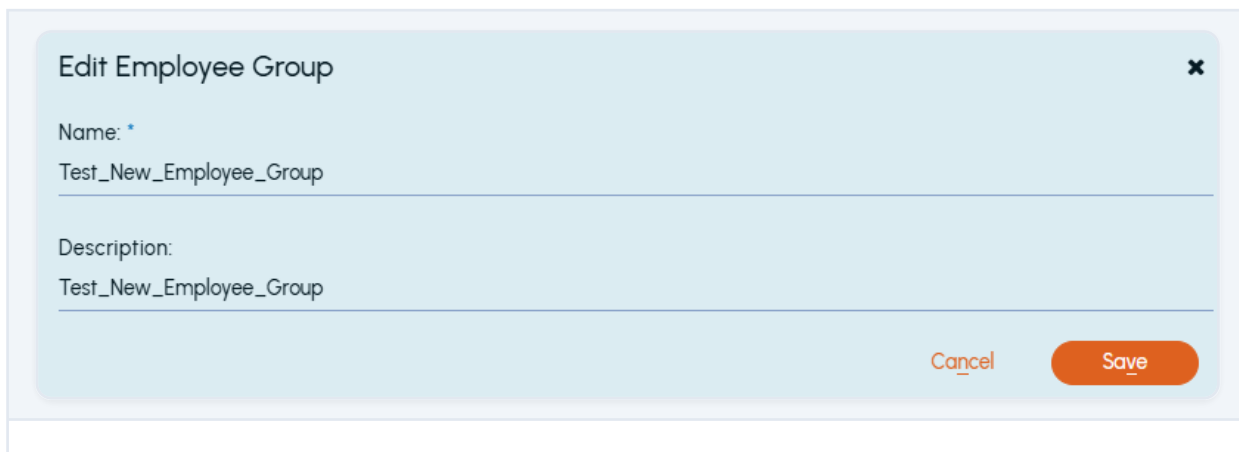 Edit Employee Group
Name: *
Test_New_Employee_Group
Description:
Test_New_Employee_Group
Cancel Save